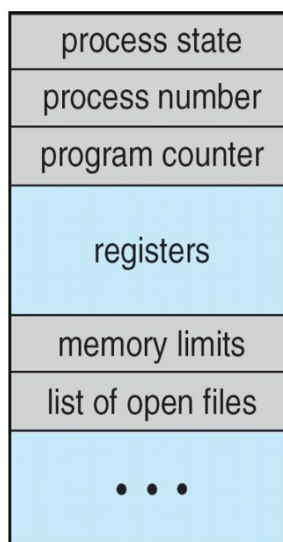 process state
process number
program counter
registers
memory limits
list of open files
• • •